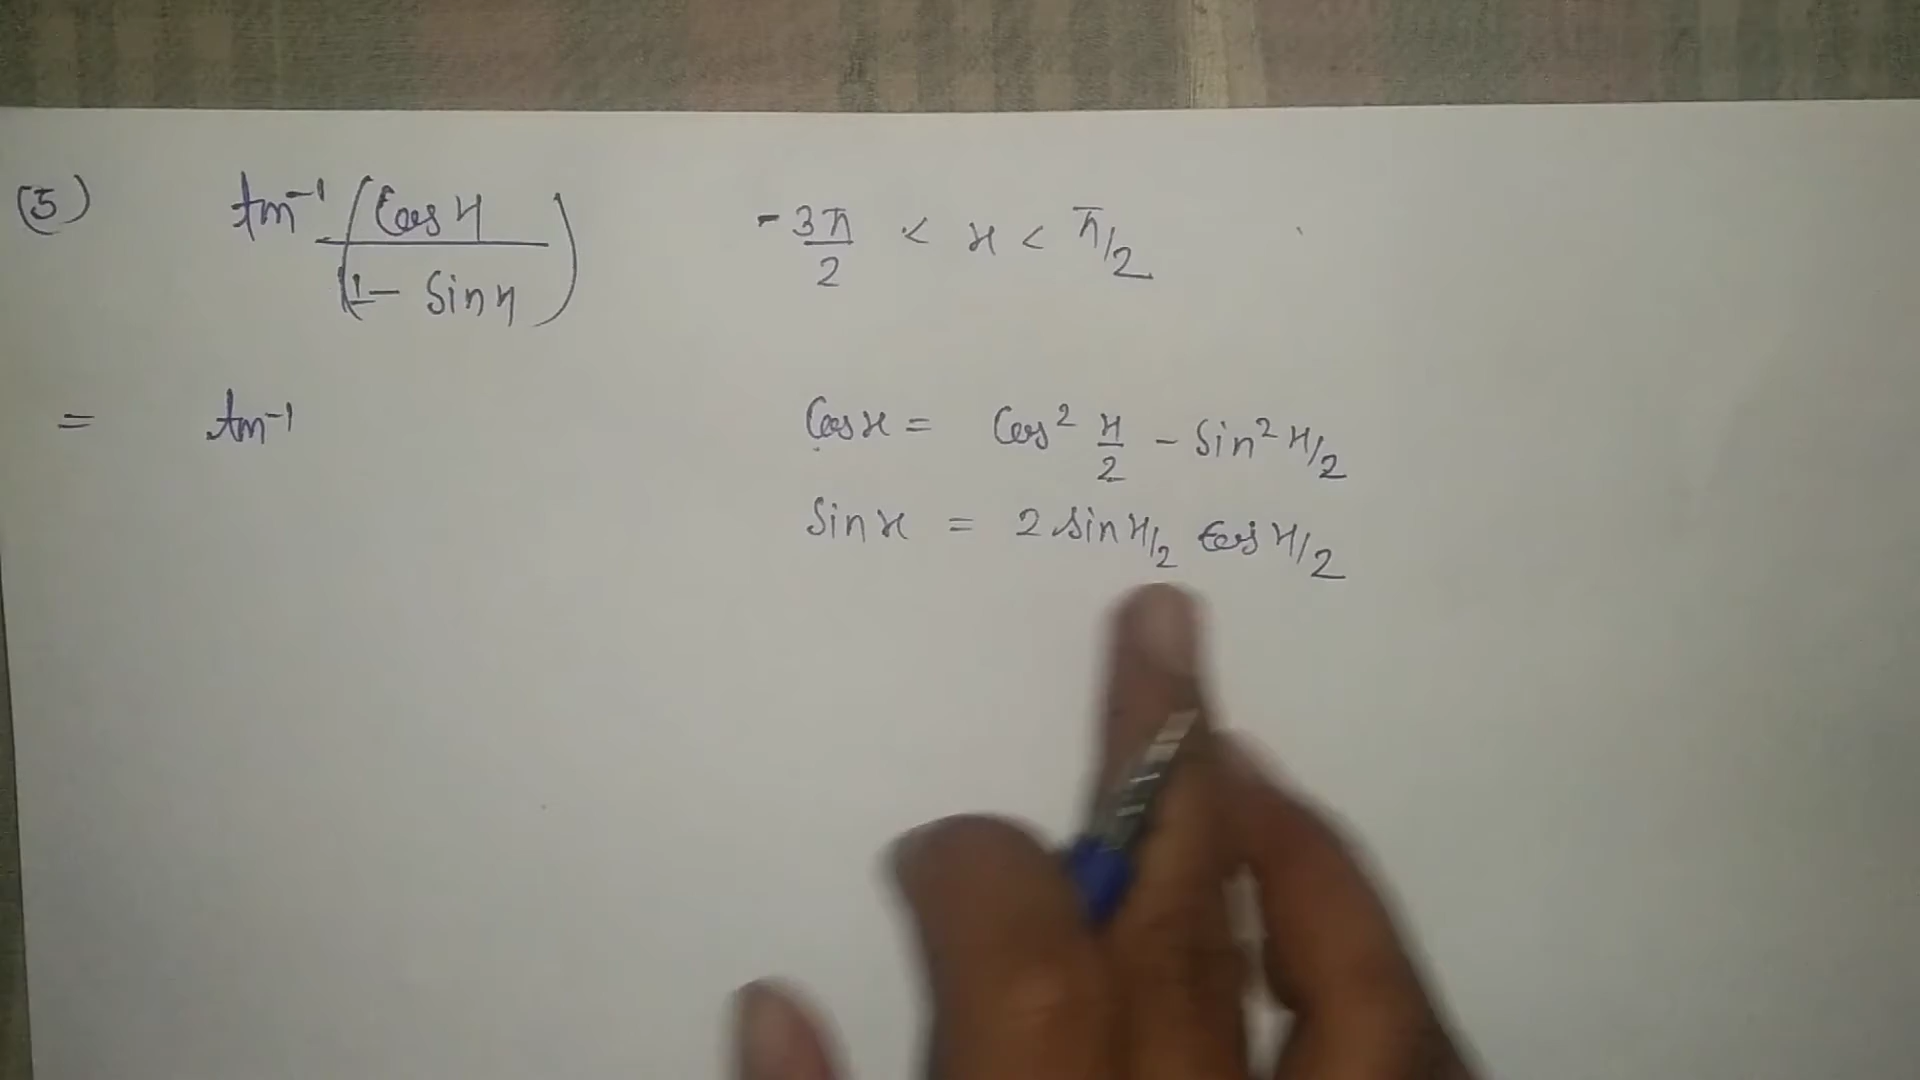 (5) tan⁻¹ (Cos x / 1 - Sin x) -3π/2 < x < π/2
= tan⁻¹ Cos x = Cos² x/2 - Sin² x/2
Sin x = 2 Sin x/2 Cos x/2